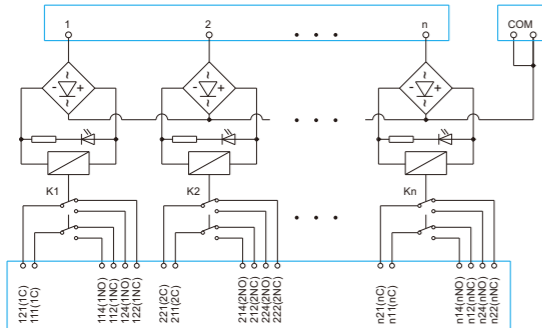 1 2 • • • n COM
~ ~ ~
- + - + - +
~ ~ • • • ~
K1 K2 Kn
• • •
121(1C)
111(1C)
114(1NO)
112(1NC)
124(1NO)
122(1NC)
221(2C)
211(2C)
214(2NO)
212(2NC)
224(2NO)
222(2NC)
n21(nC)
n11(nC)
n14(nNO)
n12(nNC)
n24(nNO)
n22(nNC)